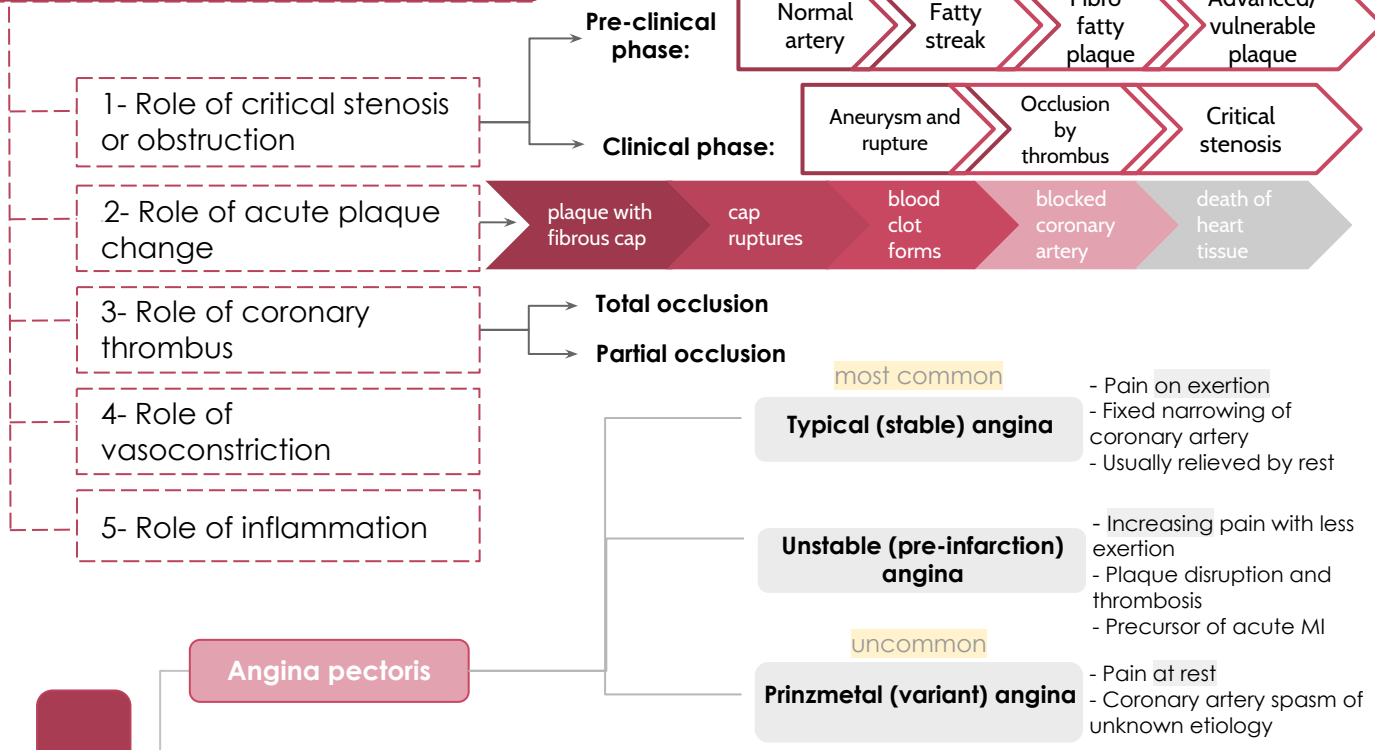 Pre-clinical
phase:
Normal
artery
Fatty
streak
Fibro
fatty
plaque
Advanced/
vulnerable
plaque
1- Role of critical stenosis
or obstruction
Clinical phase:
Aneurysm and
rupture
Occlusion
by
thrombus
Critical
stenosis
2- Role of acute plaque
change
plaque with
fibrous cap
cap
ruptures
blood
clot
forms
blocked
coronary
artery
death of
heart
tissue
3- Role of coronary
thrombus
Total occlusion
Partial occlusion
4- Role of
vasoconstriction
5- Role of inflammation
Angina pectoris
most common
Typical (stable) angina
- Pain on exertion
- Fixed narrowing of
coronary artery
- Usually relieved by rest
Unstable (pre-infarction)
angina
- Increasing pain with less
exertion
- Plaque disruption and
thrombosis
- Precursor of acute MI
uncommon
Prinzmetal (variant) angina
- Pain at rest
- Coronary artery spasm of
unknown etiology